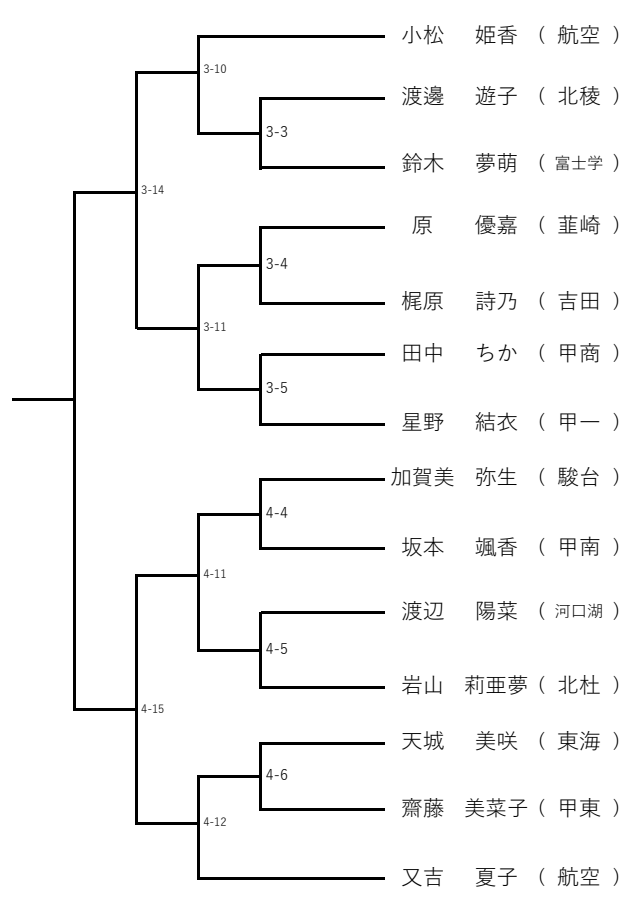 小松 姫香 （ 航空 ）
3-10
渡邊 遊子 （ 北稜 ）
3-3
鈴木 夢萌 （ 富士学 ）
3-14
原 優嘉 （ 韮崎 ）
3-4
梶原 詩乃 （ 吉田 ）
3-11
田中 ちか （ 甲商 ）
3-5
星野 結衣 （ 甲一 ）
加賀美 弥生 （ 駿台 ）
4-4
坂本 颯香 （ 甲南 ）
4-11
渡辺 陽菜 （ 河口湖 ）
4-5
岩山 莉亜夢 （ 北杜 ）
4-15
天城 美咲 （ 東海 ）
4-6
齋藤 美菜子 （ 甲東 ）
4-12
又吉 夏子 （ 航空 ）